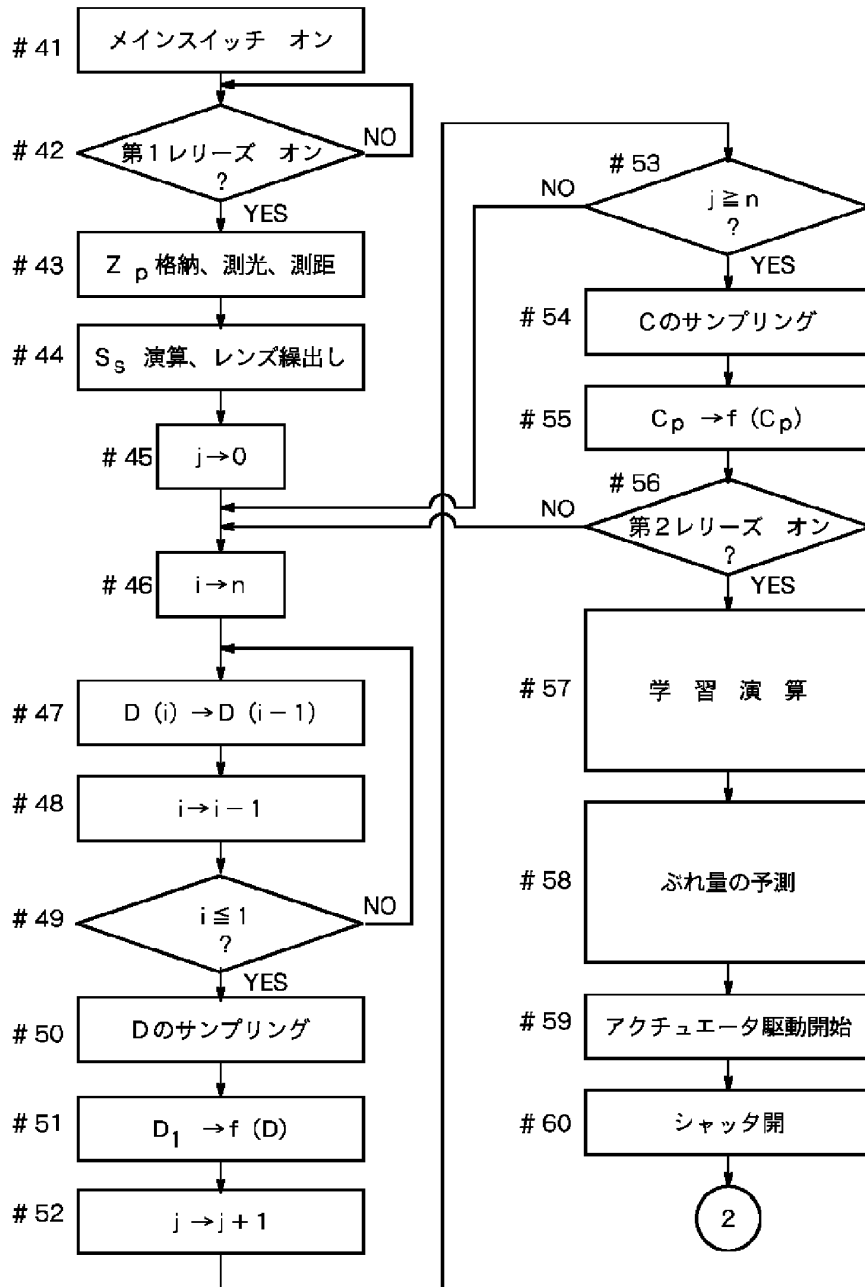 # 41
メインスイッチ オン
# 42
第1レリーズ オン
?
NO
YES
# 43
Z p 格納、測光、測距
# 44
Ss 演算、レンズ繰出し
# 45
j→0
# 46
i→n
# 47
D (i) →D (i−1)
# 48
i→i−1
# 49
i≦1
?
NO
YES
# 50
Dのサンプリング
# 51
D1 →f (D)
# 52
j →j+1
# 53
j≧n
?
NO
YES
# 54
Cのサンプリング
# 55
Cp →f (Cp)
# 56
第2レリーズ オン
?
NO
YES
# 57
学 習 演 算
# 58
ぶれ量の予測
# 59
アクチュエータ駆動開始
# 60
シャッタ開
2